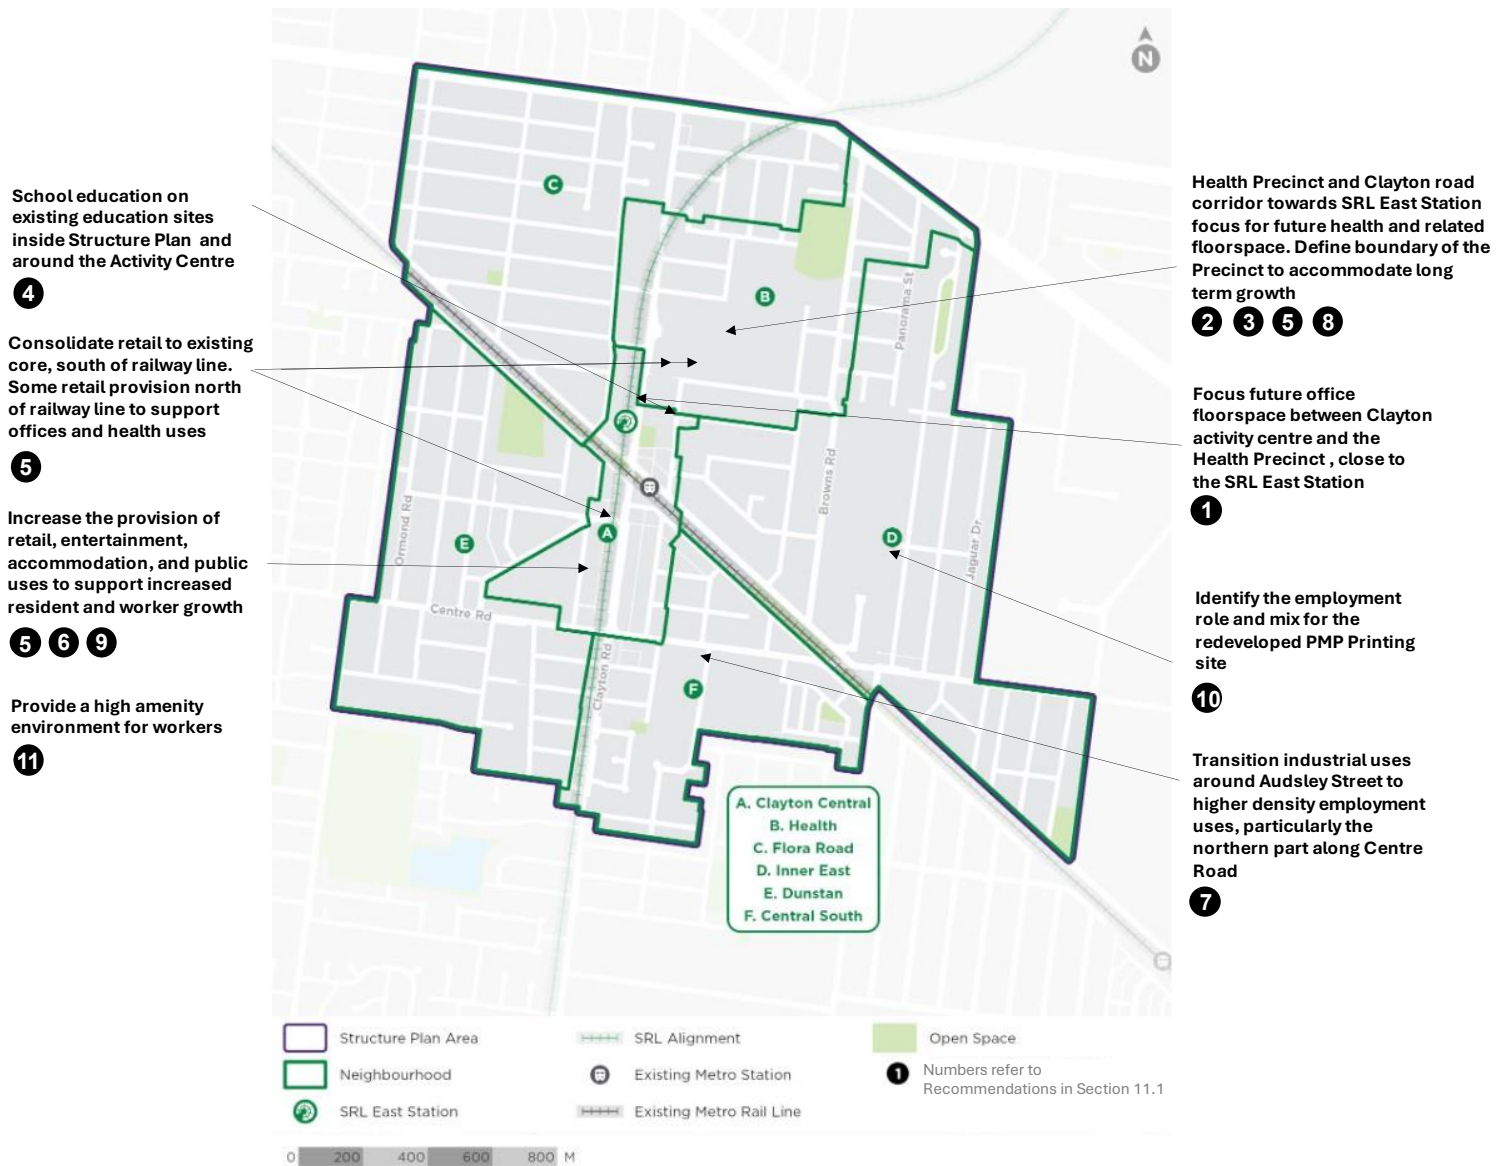 N
School education on
existing education sites
inside Structure Plan and
around the Activity Centre
4
Consolidate retail to existing
core, south of railway line.
Some retail provision north
of railway line to support
offices and health uses
5
Increase the provision of
retail, entertainment,
accommodation, and public
uses to support increased
resident and worker growth
5 6 9
Provide a high amenity
environment for workers
11
C
B
A
E
D
F
Panorama St
Browns Rd
Jaguar Dr
Ormond Rd
Centre Rd
Clayton Rd
Health Precinct and Clayton road
corridor towards SRL East Station
focus for future health and related
floorspace. Define boundary of the
Precinct to accommodate long
term growth
2 3 5 8
Focus future office
floorspace between Clayton
activity centre and the
Health Precinct , close to
the SRL East Station
1
Identify the employment
role and mix for the
redeveloped PMP Printing
site
10
Transition industrial uses
around Audsley Street to
higher density employment
uses, particularly the
northern part along Centre
Road
7
A. Clayton Central
B. Health
C. Flora Road
D. Inner East
E. Dunstan
F. Central South
Structure Plan Area
Neighbourhood
SRL East Station
SRL Alignment
Existing Metro Station
Existing Metro Rail Line
Open Space
1 Numbers refer to
Recommendations in Section 11.1
0 200 400 600 800 M